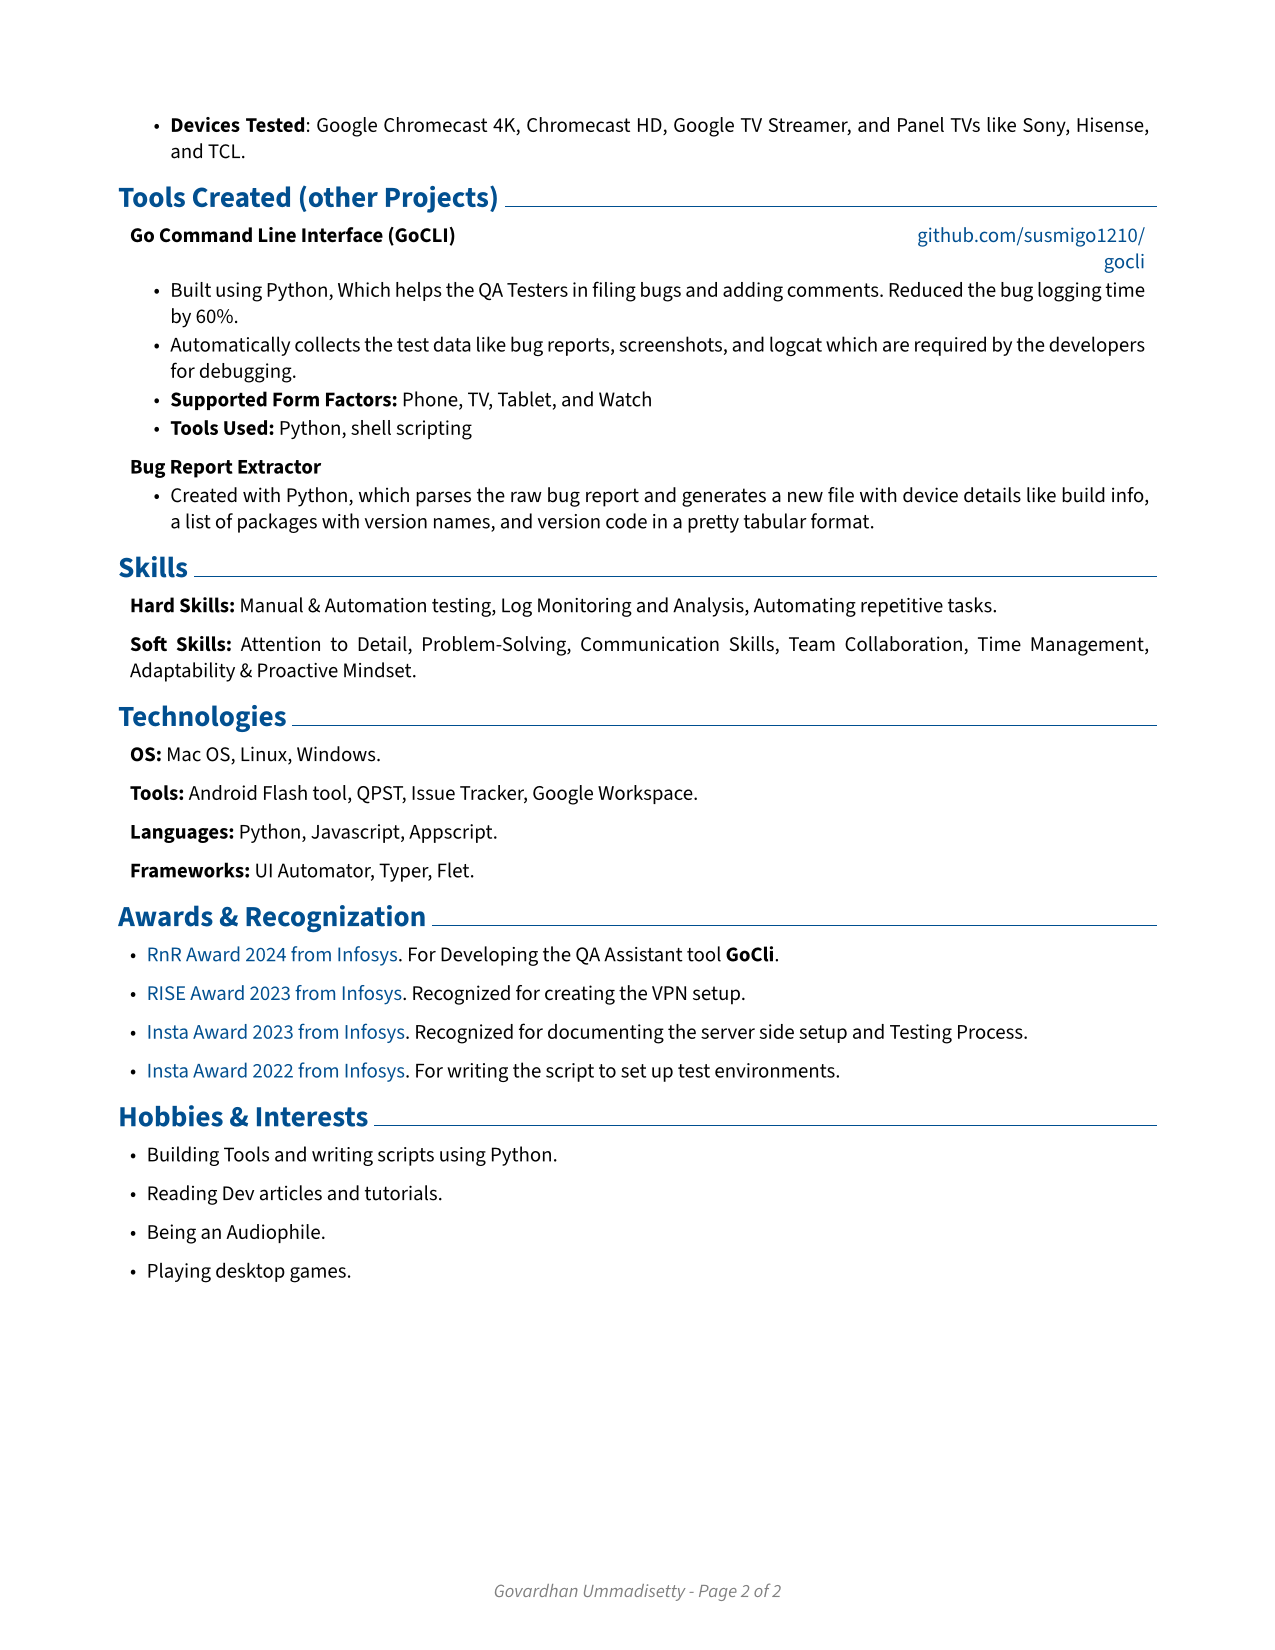 • Devices Tested: Google Chromecast 4K, Chromecast HD, Google TV Streamer, and Panel TVs like Sony, Hisense,
and TCL.
Tools Created (other Projects)
Go Command Line Interface (GoCLI)
github.com/susmigo1210/
gocli
• Built using Python, Which helps the QA Testers in filing bugs and adding comments. Reduced the bug logging time
by 60%.
• Automatically collects the test data like bug reports, screenshots, and logcat which are required by the developers
for debugging.
• Supported Form Factors: Phone, TV, Tablet, and Watch
• Tools Used: Python, shell scripting
Bug Report Extractor
• Created with Python, which parses the raw bug report and generates a new file with device details like build info,
a list of packages with version names, and version code in a pretty tabular format.
Skills
Hard Skills: Manual & Automation testing, Log Monitoring and Analysis, Automating repetitive tasks.
Soft Skills: Attention to Detail, Problem-Solving, Communication Skills, Team Collaboration, Time Management,
Adaptability & Proactive Mindset.
Technologies
OS: Mac OS, Linux, Windows.
Tools: Android Flash tool, QPST, Issue Tracker, Google Workspace.
Languages: Python, Javascript, Appscript.
Frameworks: UI Automator, Typer, Flet.
Awards & Recognization
• RnR Award 2024 from Infosys. For Developing the QA Assistant tool GoCli.
• RISE Award 2023 from Infosys. Recognized for creating the VPN setup.
• Insta Award 2023 from Infosys. Recognized for documenting the server side setup and Testing Process.
• Insta Award 2022 from Infosys. For writing the script to set up test environments.
Hobbies & Interests
• Building Tools and writing scripts using Python.
• Reading Dev articles and tutorials.
• Being an Audiophile.
• Playing desktop games.
Govardhan Ummadisetty - Page 2 of 2